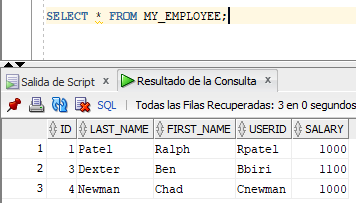 SELECT * FROM MY_EMPLOYEE;
Salida de Script × Resultado de la Consulta ×
SQL | Todas las Filas Recuperadas: 3 en 0 segundos
ID LAST_NAME FIRST_NAME USERID SALARY
1 1 Patel Ralph Rpatel 1000
2 3 Dexter Ben Bbiri 1100
3 4 Newman Chad Cnewman 1000